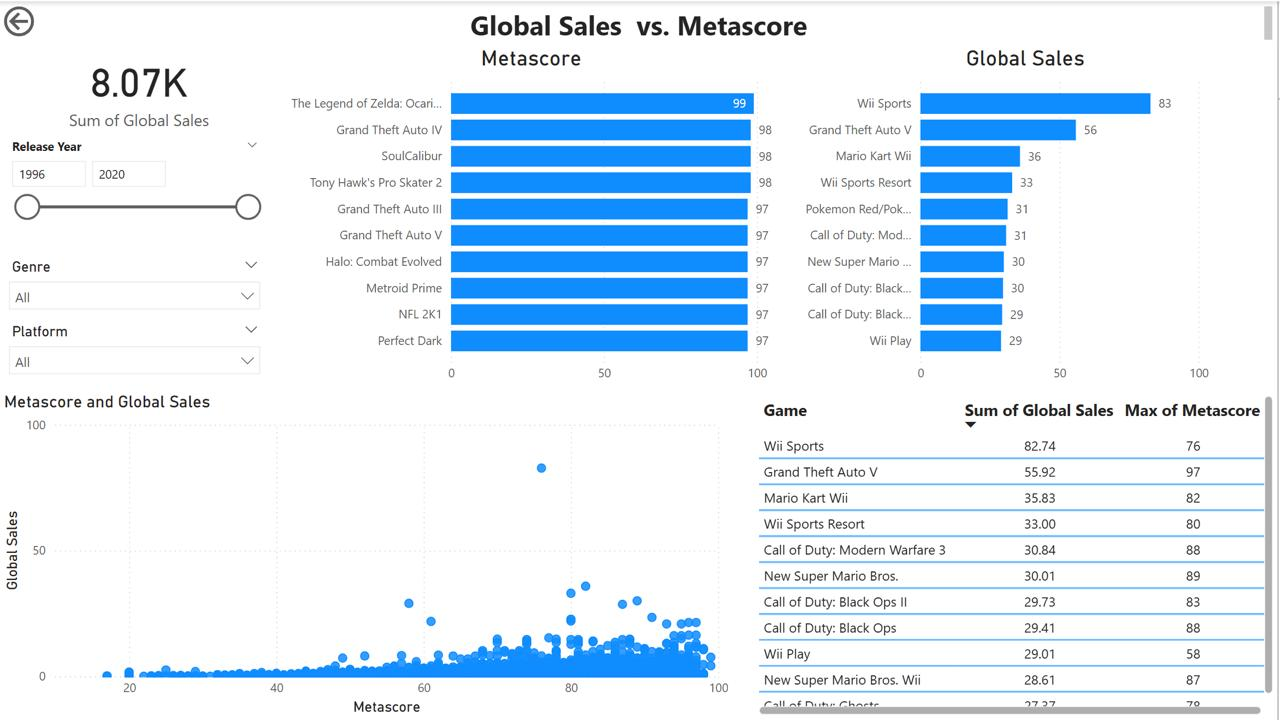 Global Sales vs. Metascore
8.07K
Sum of Global Sales
Release Year
1996 2020
Genre
All
Platform
All
Metascore
The Legend of Zelda: Ocari... 99
Grand Theft Auto IV 98
SoulCalibur 98
Tony Hawk's Pro Skater 2 98
Grand Theft Auto III 97
Grand Theft Auto V 97
Halo: Combat Evolved 97
Metroid Prime 97
NFL 2K1 97
Perfect Dark 97
0 50 100
Global Sales
Wii Sports 83
Grand Theft Auto V 56
Mario Kart Wii 36
Wii Sports Resort 33
Pokemon Red/Pok... 31
Call of Duty: Mod... 31
New Super Mario ... 30
Call of Duty: Black... 30
Call of Duty: Black... 29
Wii Play 29
0 50 100
Metascore and Global Sales
Global Sales
100
50
0
20 40 60 80 100
Metascore
Game Sum of Global Sales Max of Metascore
Wii Sports 82.74 76
Grand Theft Auto V 55.92 97
Mario Kart Wii 35.83 82
Wii Sports Resort 33.00 80
Call of Duty: Modern Warfare 3 30.84 88
New Super Mario Bros. 30.01 89
Call of Duty: Black Ops II 29.73 83
Call of Duty: Black Ops 29.41 88
Wii Play 29.01 58
New Super Mario Bros. Wii 28.61 87
Call of Duty: Ghosts 27.37 78